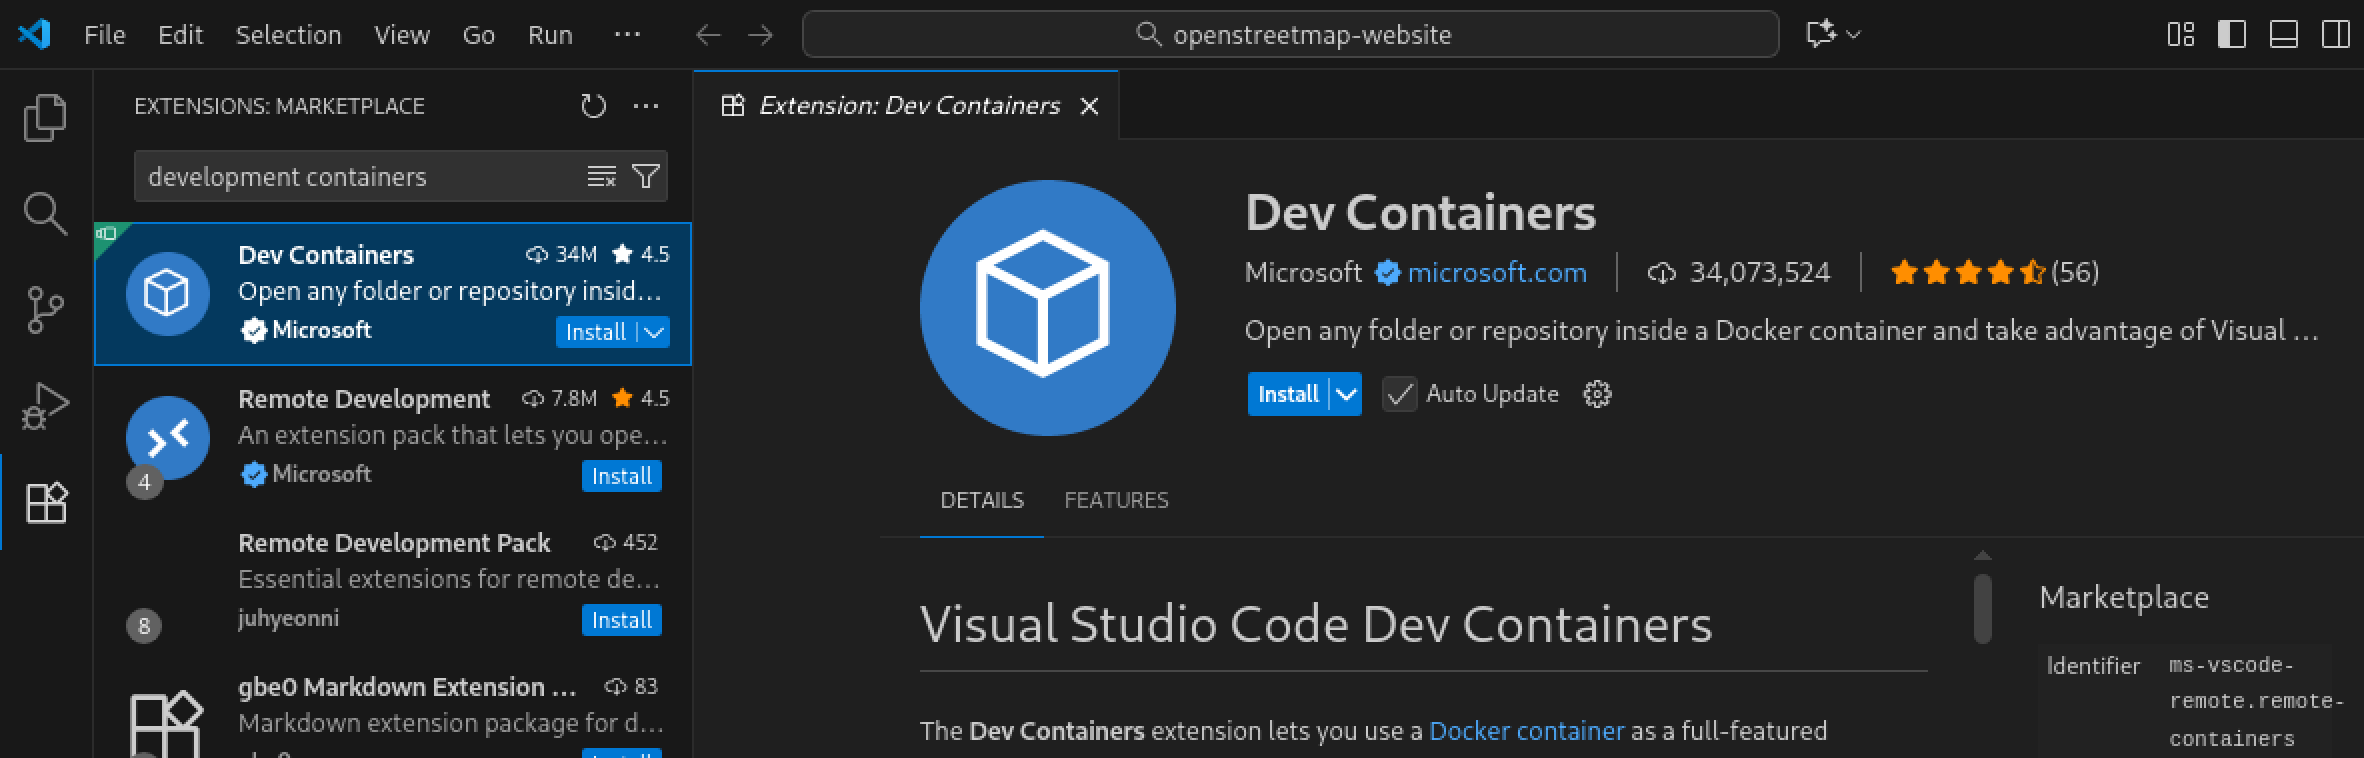 File Edit Selection View Go Run ···
openstreetmap-website
EXTENSIONS: MARKETPLACE
development containers
Dev Containers 34M 4.5
Open any folder or repository insid...
Microsoft Install
Remote Development 7.8M 4.5
An extension pack that lets you ope...
4 Microsoft Install
Remote Development Pack 452
Essential extensions for remote de...
8 juhyeonni Install
gbe0 Markdown Extension ... 83
Markdown extension package for d...
Extension: Dev Containers
Dev Containers
Microsoft microsoft.com 34,073,524 (56)
Open any folder or repository inside a Docker container and take advantage of Visual ...
Install Auto Update
DETAILS FEATURES
Visual Studio Code Dev Containers
The Dev Containers extension lets you use a Docker container as a full-featured
Marketplace
Identifier ms-vscode-
remote.remote-
containers